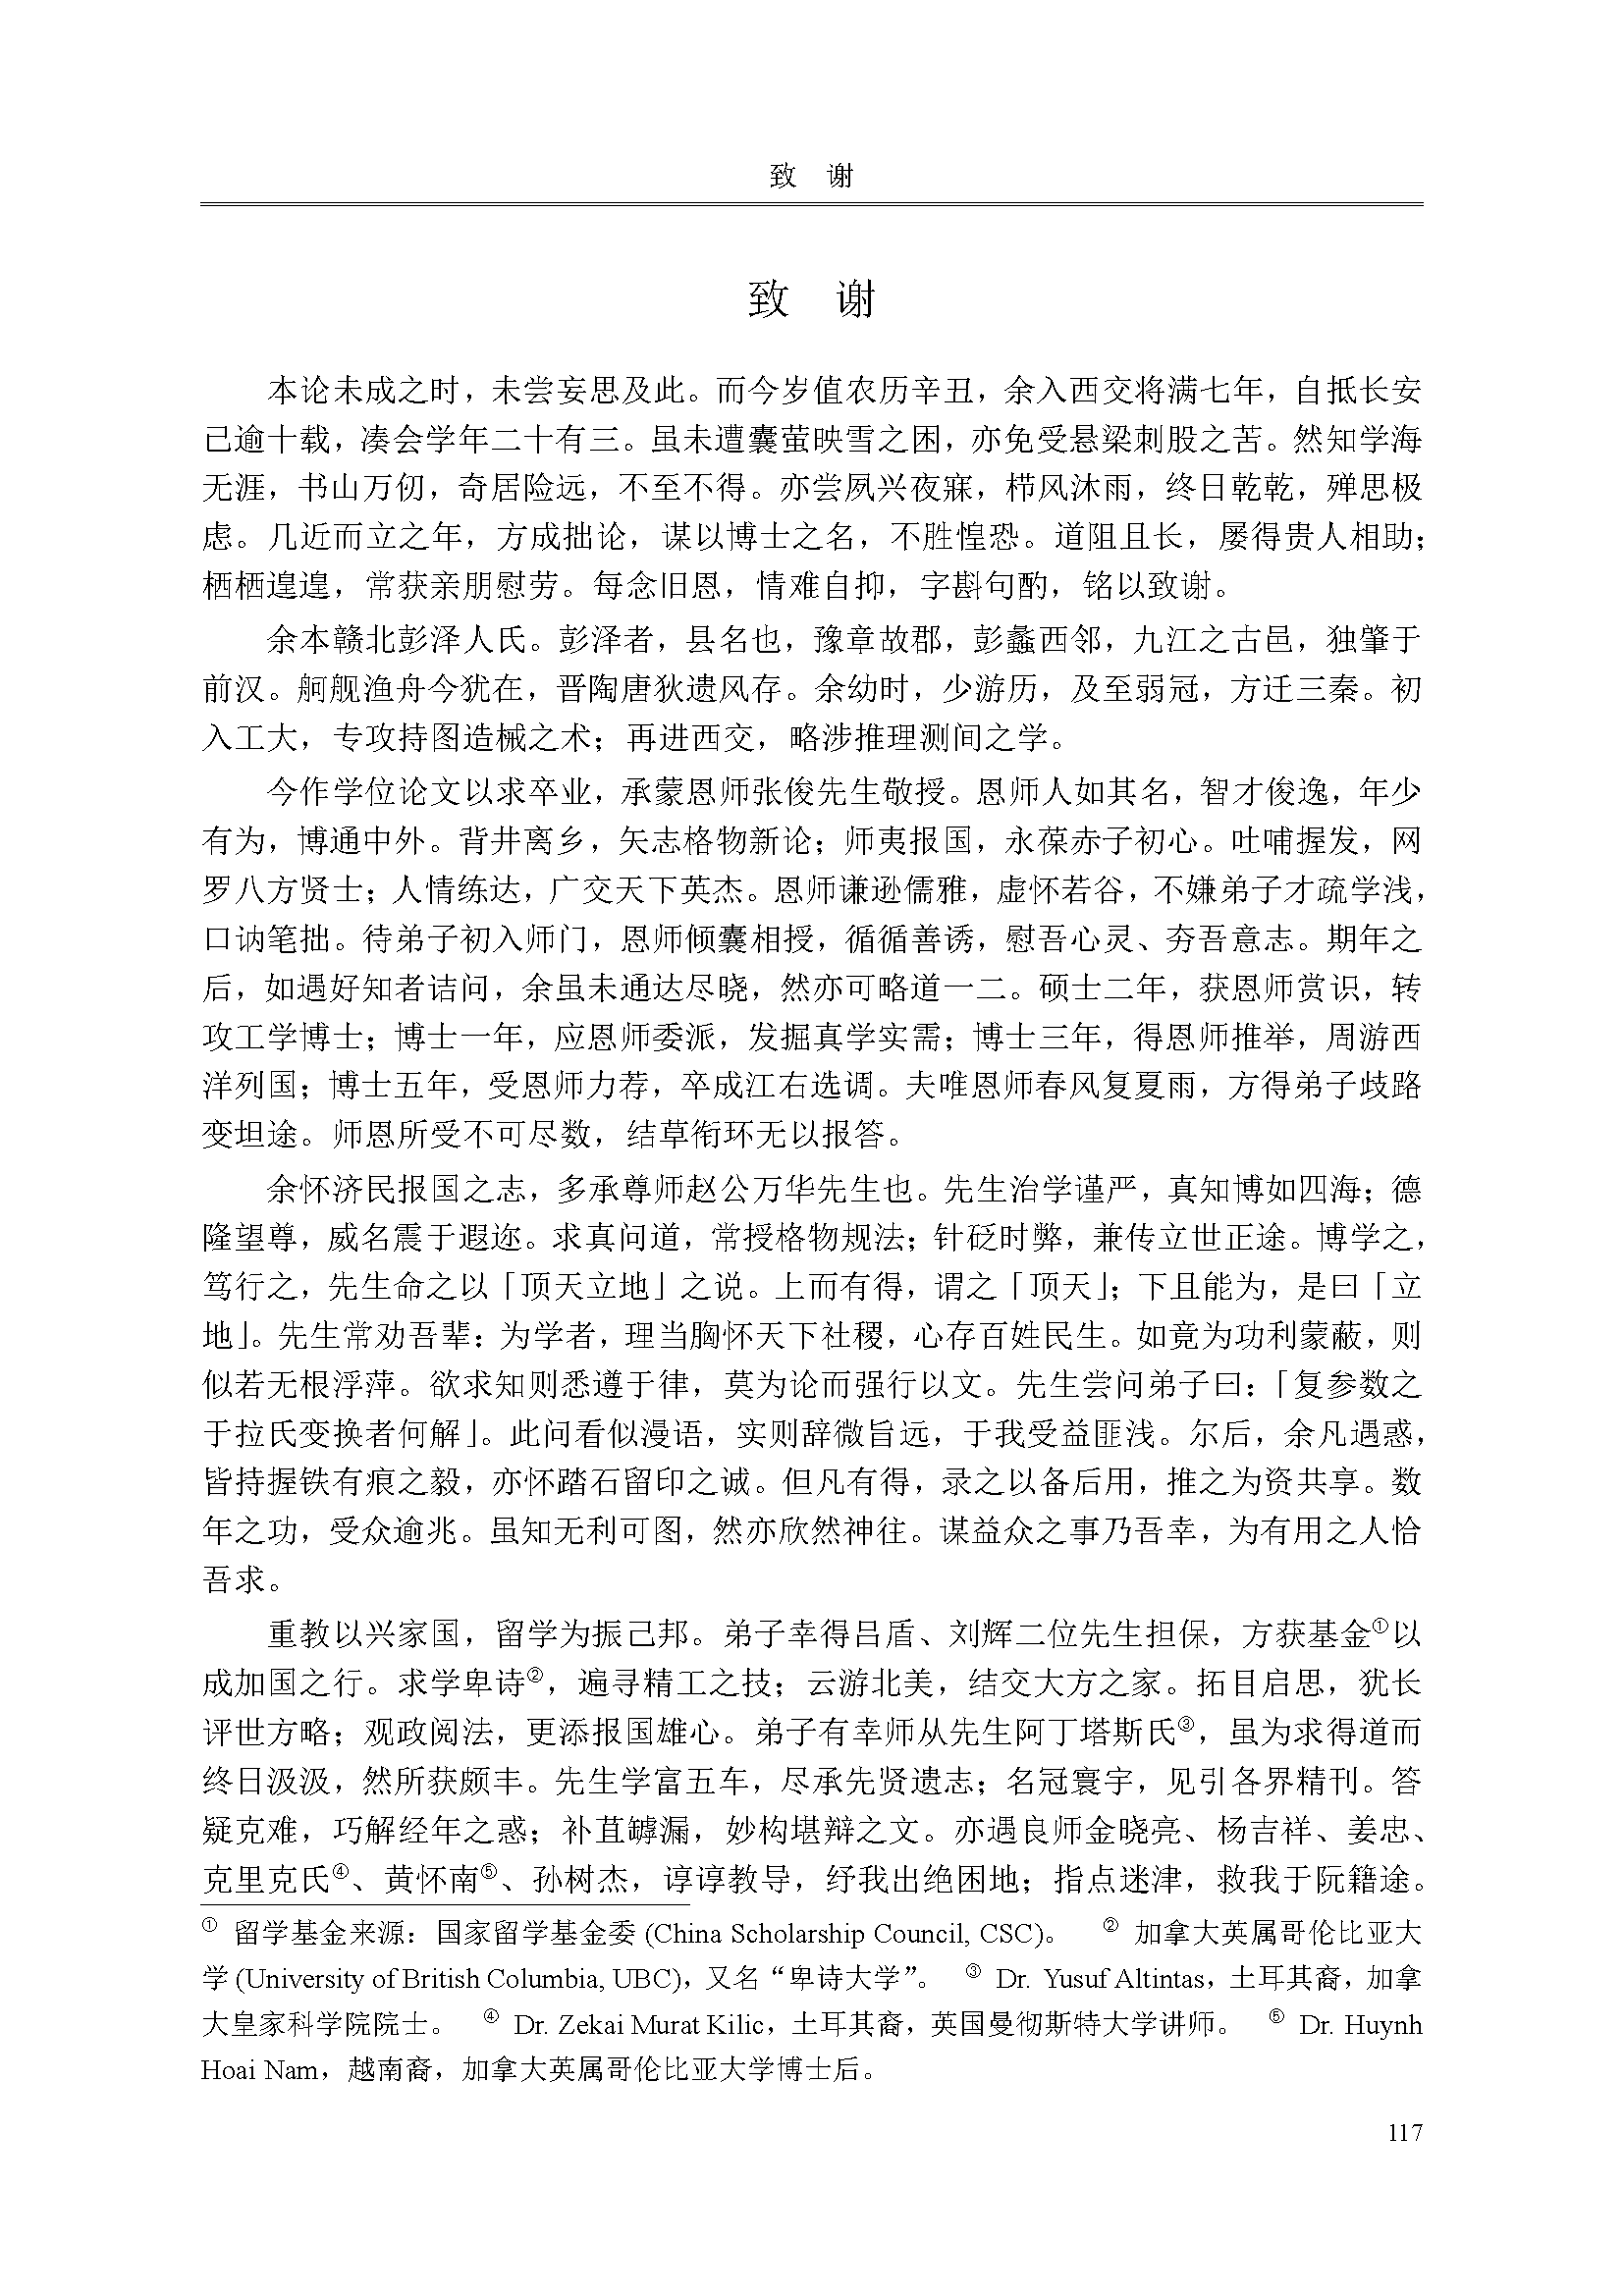 致　谢
致　谢
本论未成之时，未尝妄思及此。而今岁值农历辛丑，余入西交将满七年，自抵长安
已逾十载，凑会学年二十有三。虽未遭囊萤映雪之困，亦免受悬梁刺股之苦。然知学海
无涯，书山万仞，奇居险远，不至不得。亦尝夙兴夜寐，栉风沐雨，终日乾乾，殚思极
虑。几近而立之年，方成拙论，谋以博士之名，不胜惶恐。道阻且长，屡得贵人相助；
栖栖遑遑，常获亲朋慰劳。每念旧恩，情难自抑，字斟句酌，铭以致谢。
余本赣北彭泽人氏。彭泽者，县名也，豫章故郡，彭蠡西邻，九江之古邑，独肇于
前汉。舸舰渔舟今犹在，晋陶唐狄遗风存。余幼时，少游历，及至弱冠，方迁三秦。初
入工大，专攻持图造械之术；再进西交，略涉推理测间之学。
今作学位论文以求卒业，承蒙恩师张俊先生敬授。恩师人如其名，智才俊逸，年少
有为，博通中外。背井离乡，矢志格物新论；师夷报国，永葆赤子初心。吐哺握发，网
罗八方贤士；人情练达，广交天下英杰。恩师谦逊儒雅，虚怀若谷，不嫌弟子才疏学浅，
口讷笔拙。待弟子初入师门，恩师倾囊相授，循循善诱，慰吾心灵、夯吾意志。期年之
后，如遇好知者诘问，余虽未通达尽晓，然亦可略道一二。硕士二年，获恩师赏识，转
攻工学博士；博士一年，应恩师委派，发掘真学实需；博士三年，得恩师推举，周游西
洋列国；博士五年，受恩师力荐，卒成江右选调。夫唯恩师春风复夏雨，方得弟子歧路
变坦途。师恩所受不可尽数，结草衔环无以报答。
余怀济民报国之志，多承尊师赵公万华先生也。先生治学谨严，真知博如四海；德
隆望尊，威名震于遐迩。求真问道，常授格物规法；针砭时弊，兼传立世正途。博学之，
笃行之，先生命之以「顶天立地」之说。上而有得，谓之「顶天」；下且能为，是曰「立
地」。先生常劝吾辈：为学者，理当胸怀天下社稷，心存百姓民生。如竟为功利蒙蔽，则
似若无根浮萍。欲求知则悉遵于律，莫为论而强行以文。先生尝问弟子曰：「复参数之
于拉氏变换者何解」。此问看似漫语，实则辞微旨远，于我受益匪浅。尔后，余凡遇惑，
皆持握铁有痕之毅，亦怀踏石留印之诚。但凡有得，录之以备后用，推之为资共享。数
年之功，受众逾兆。虽知无利可图，然亦欣然神往。谋益众之事乃吾幸，为有用之人恰
吾求。
重教以兴家国，留学为振己邦。弟子幸得吕盾、刘辉二位先生担保，方获基金①以
成加国之行。求学卑诗②，遍寻精工之技；云游北美，结交大方之家。拓目启思，犹长
评世方略；观政阅法，更添报国雄心。弟子有幸师从先生阿丁塔斯氏③，虽为求得道而
终日汲汲，然所获颇丰。先生学富五车，尽承先贤遗志；名冠寰宇，见引各界精刊。答
疑克难，巧解经年之惑；补苴罅漏，妙构堪辩之文。亦遇良师金晓亮、杨吉祥、姜忠、
克里克氏④、黄怀南⑤、孙树杰，谆谆教导，纾我出绝困地；指点迷津，救我于阮籍途。
① 留学基金来源：国家留学基金委 (China Scholarship Council, CSC)。 ② 加拿大英属哥伦比亚大
学 (University of British Columbia, UBC)，又名“卑诗大学”。 ③ Dr. Yusuf Altintas，土耳其裔，加拿
大皇家科学院院士。 ④ Dr. Zekai Murat Kilic，土耳其裔，英国曼彻斯特大学讲师。 ⑤ Dr. Huynh
Hoai Nam，越南裔，加拿大英属哥伦比亚大学博士后。
117